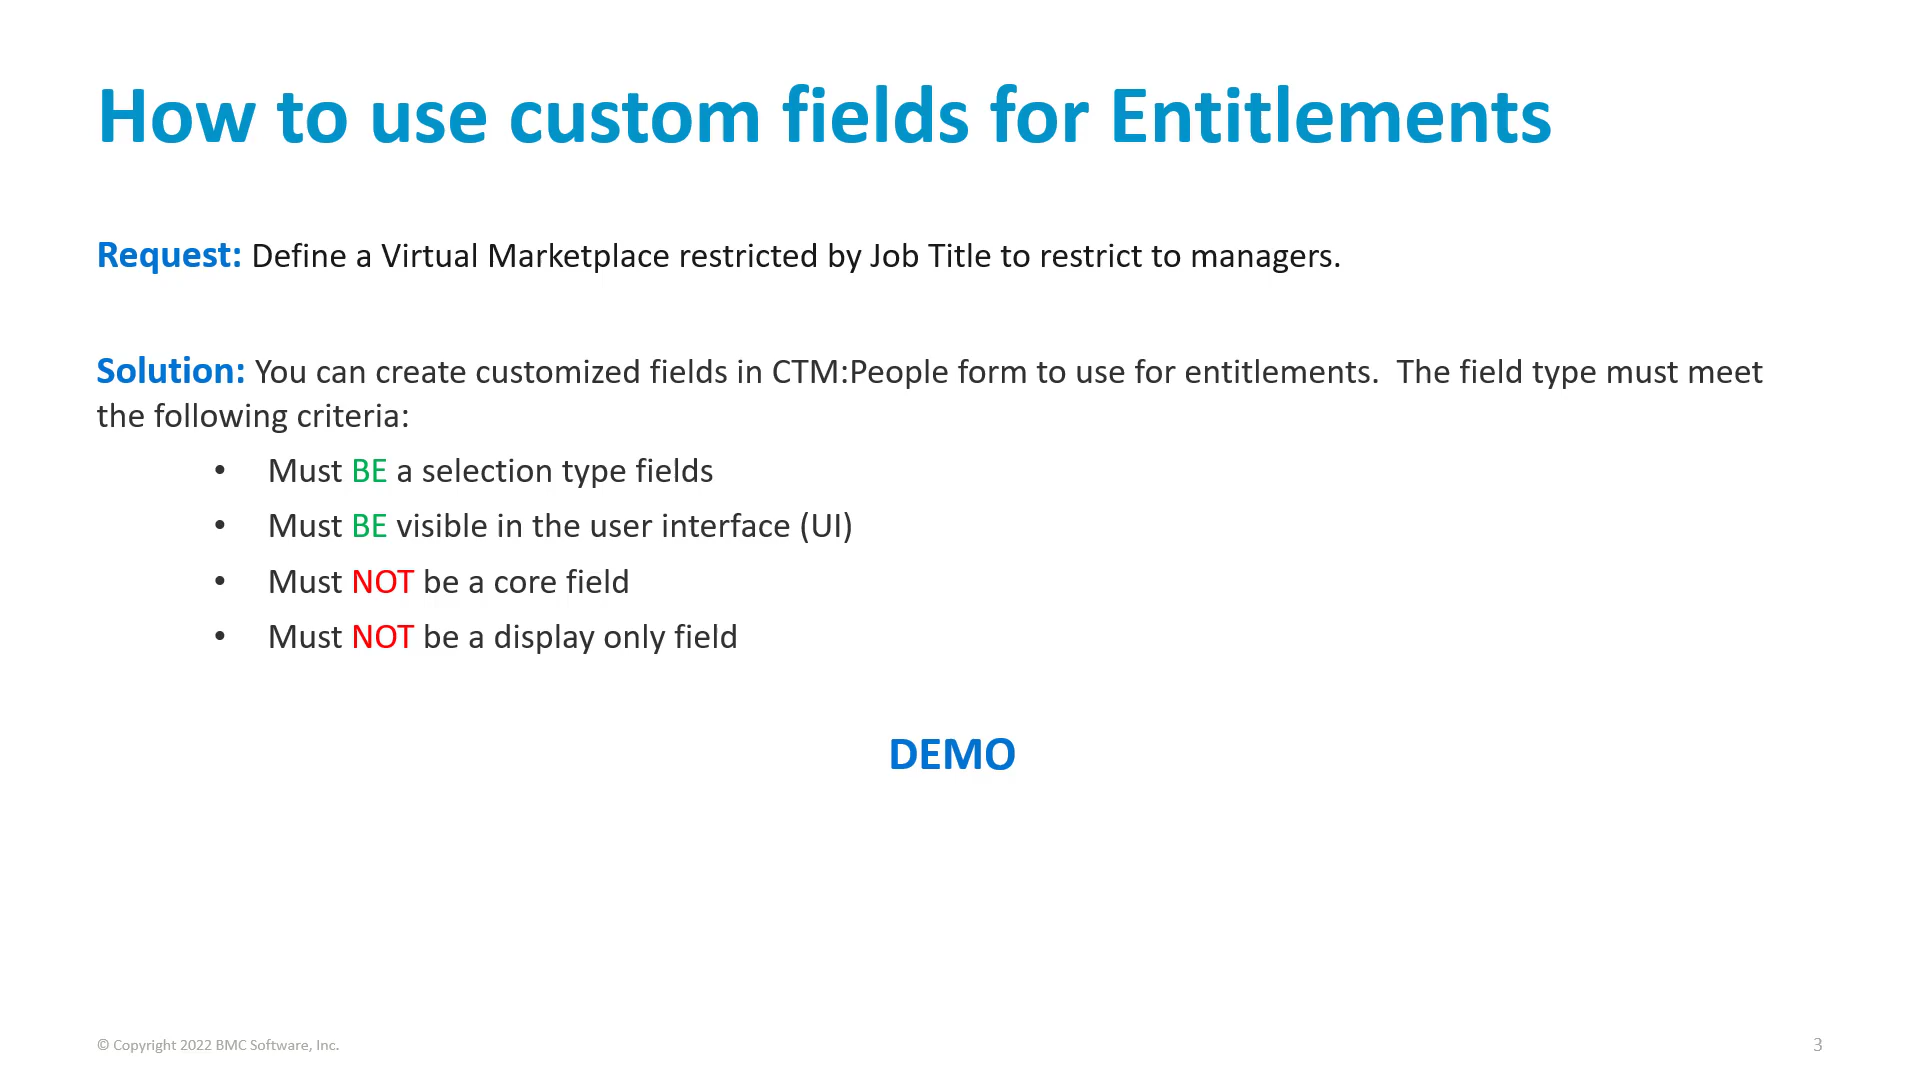 How to use custom fields for Entitlements
Request: Define a Virtual Marketplace restricted by Job Title to restrict to managers.
Solution: You can create customized fields in CTM:People form to use for entitlements.  The field type must meet
the following criteria:
• Must BE a selection type fields
• Must BE visible in the user interface (UI)
• Must NOT be a core field
• Must NOT be a display only field
DEMO
© Copyright 2022 BMC Software, Inc.
3